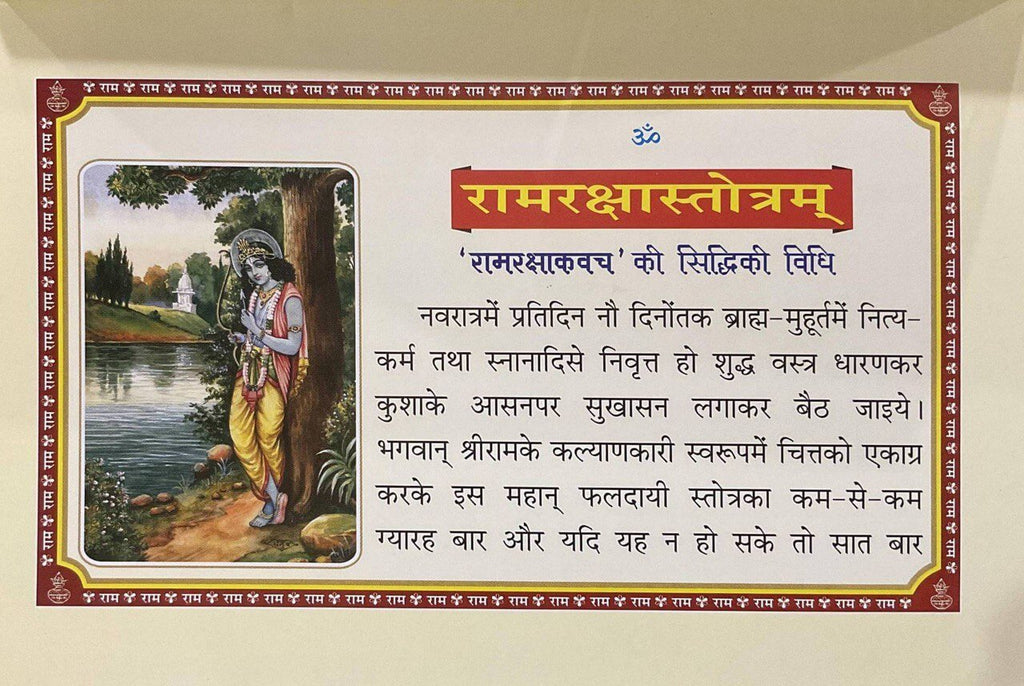 ॐ
रामरक्षास्तोत्रम्
‘रामरक्षाकवच’ की सिद्धिकी विधि
नवरात्रमें प्रतिदिन नौ दिनोंतक ब्राह्म-मुहूर्तमें नित्य-
कर्म तथा स्नानादिसे निवृत्त हो शुद्ध वस्त्र धारणकर
कुशाके आसनपर सुखासन लगाकर बैठ जाइये।
भगवान् श्रीरामके कल्याणकारी स्वरूपमें चित्तको एकाग्र
करके इस महान् फलदायी स्तोत्रका कम-से-कम
ग्यारह बार और यदि यह न हो सके तो सात बार
राम राम राम राम राम राम राम राम राम राम राम राम राम राम राम राम राम राम राम राम